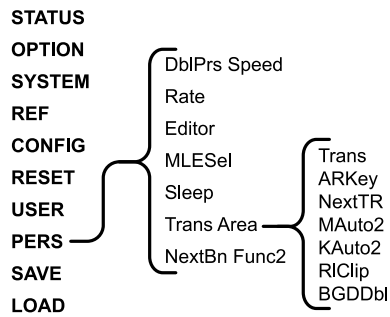 STATUS
OPTION
SYSTEM
REF
CONFIG
RESET
USER
PERS
SAVE
LOAD
DblPrs Speed
Rate
Editor
MLESel
Sleep
Trans Area
NextBn Func2
Trans
ARKey
NextTR
MAuto2
KAuto2
RlClip
BGDDbl